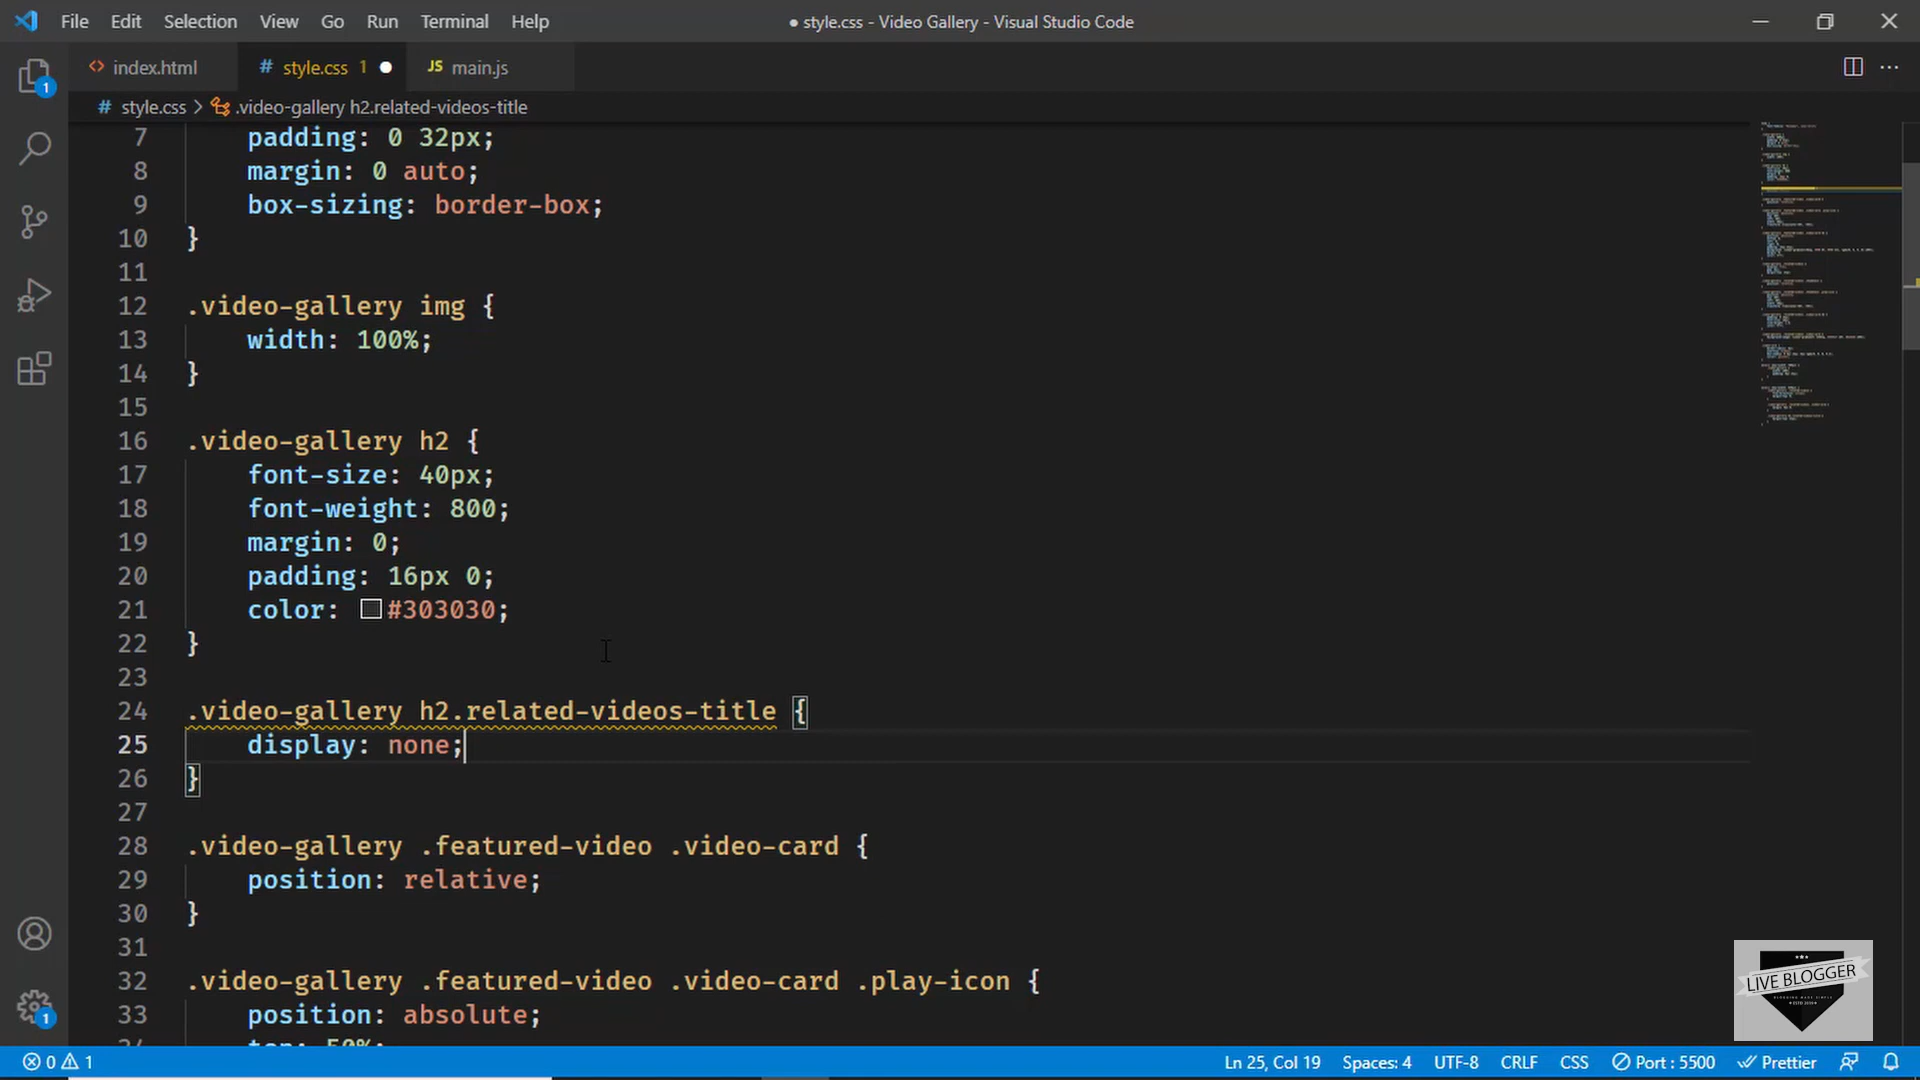 File Edit Selection View Go Run Terminal Help
● style.css - Video Gallery - Visual Studio Code
index.html
# style.css 1 ●
JS main.js
# style.css > .video-gallery h2.related-videos-title
7 padding: 0 32px;
8 margin: 0 auto;
9 box-sizing: border-box;
10 }
11
12 .video-gallery img {
13 width: 100%;
14 }
15
16 .video-gallery h2 {
17 font-size: 40px;
18 font-weight: 800;
19 margin: 0;
20 padding: 16px 0;
21 color: #303030;
22 }
23
24 .video-gallery h2.related-videos-title {
25 display: none;
26 }
27
28 .video-gallery .featured-video .video-card {
29 position: relative;
30 }
31
32 .video-gallery .featured-video .video-card .play-icon {
33 position: absolute;
34 top: 50%;
1
1
LIVE BLOGGER
0 1 Ln 25, Col 19 Spaces: 4 UTF-8 CRLF CSS Port : 5500 Prettier